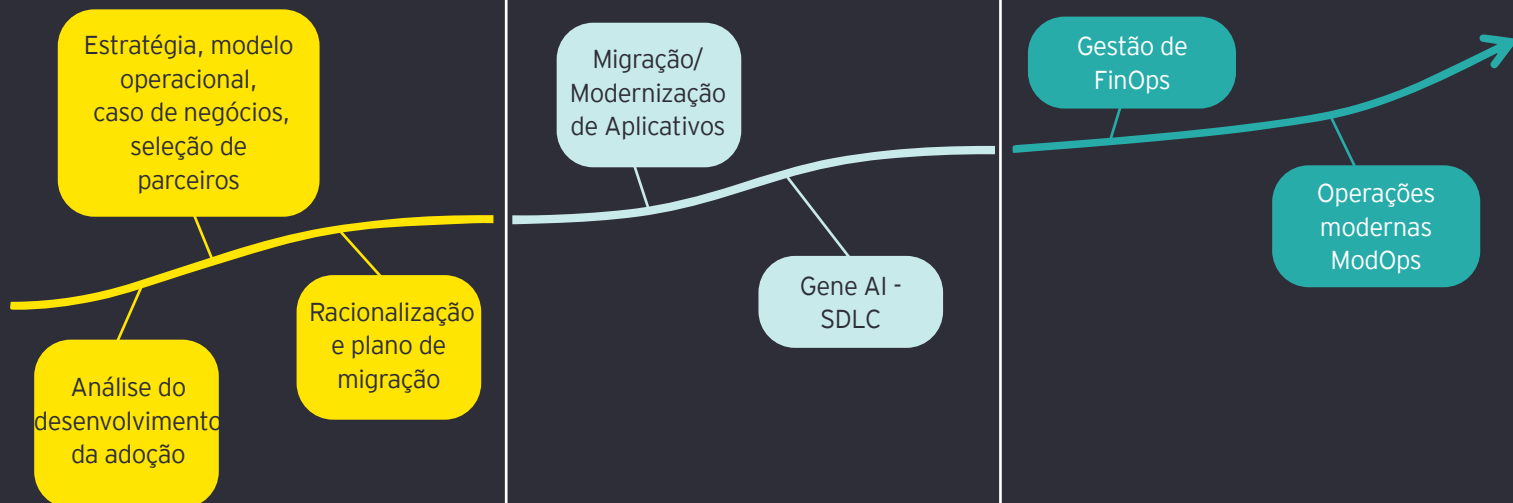 Estratégia, modelo
operacional,
caso de negócios,
seleção de
parceiros
Análise do
desenvolvimento
da adoção
Racionalização
e plano de
migração
Migração/
Modernização
de Aplicativos
Gene AI -
SDLC
Gestão de
FinOps
Operações
modernas
ModOps